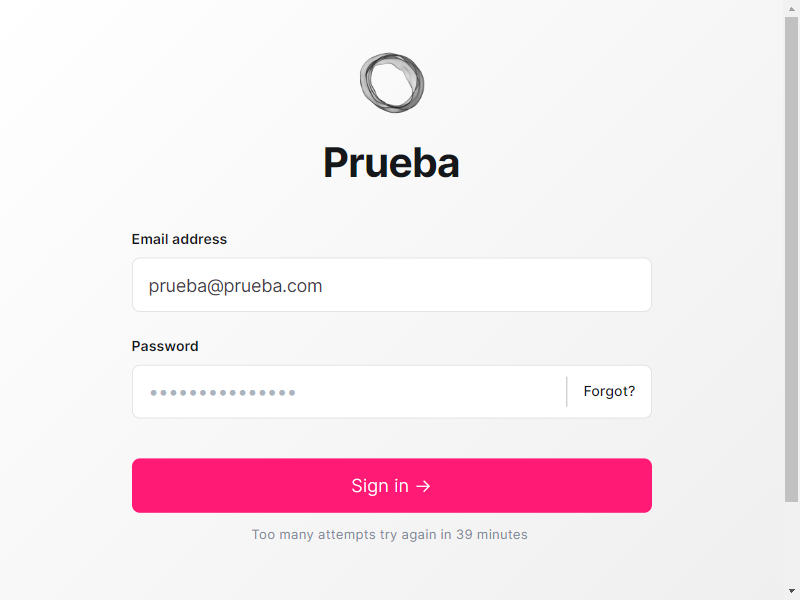 Prueba
Email address
prueba@prueba.com
Password
•••••••••••••••
Forgot?
Sign in →
Too many attempts try again in 39 minutes